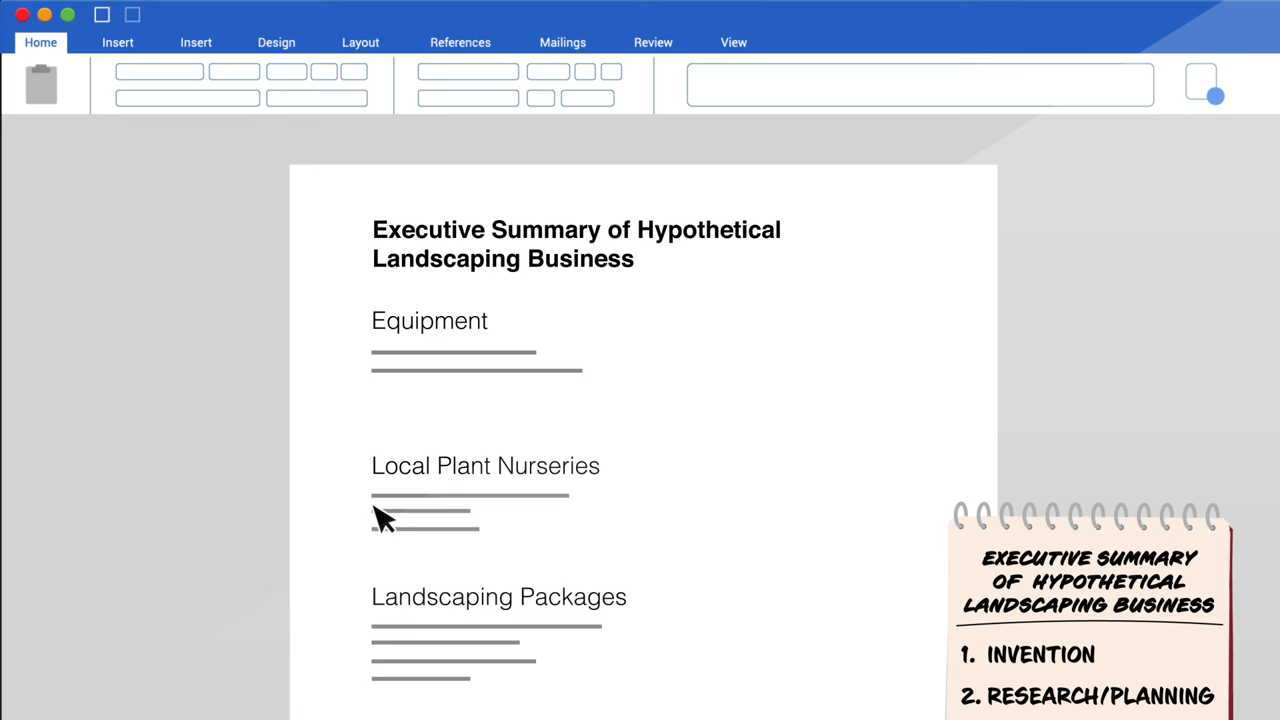 Home Insert Insert Design Layout References Mailings Review View
Executive Summary of Hypothetical
Landscaping Business
Equipment
Local Plant Nurseries
Landscaping Packages
EXECUTIVE SUMMARY
OF HYPOTHETICAL
LANDSCAPING BUSINESS
1. INVENTION
2. RESEARCH/PLANNING